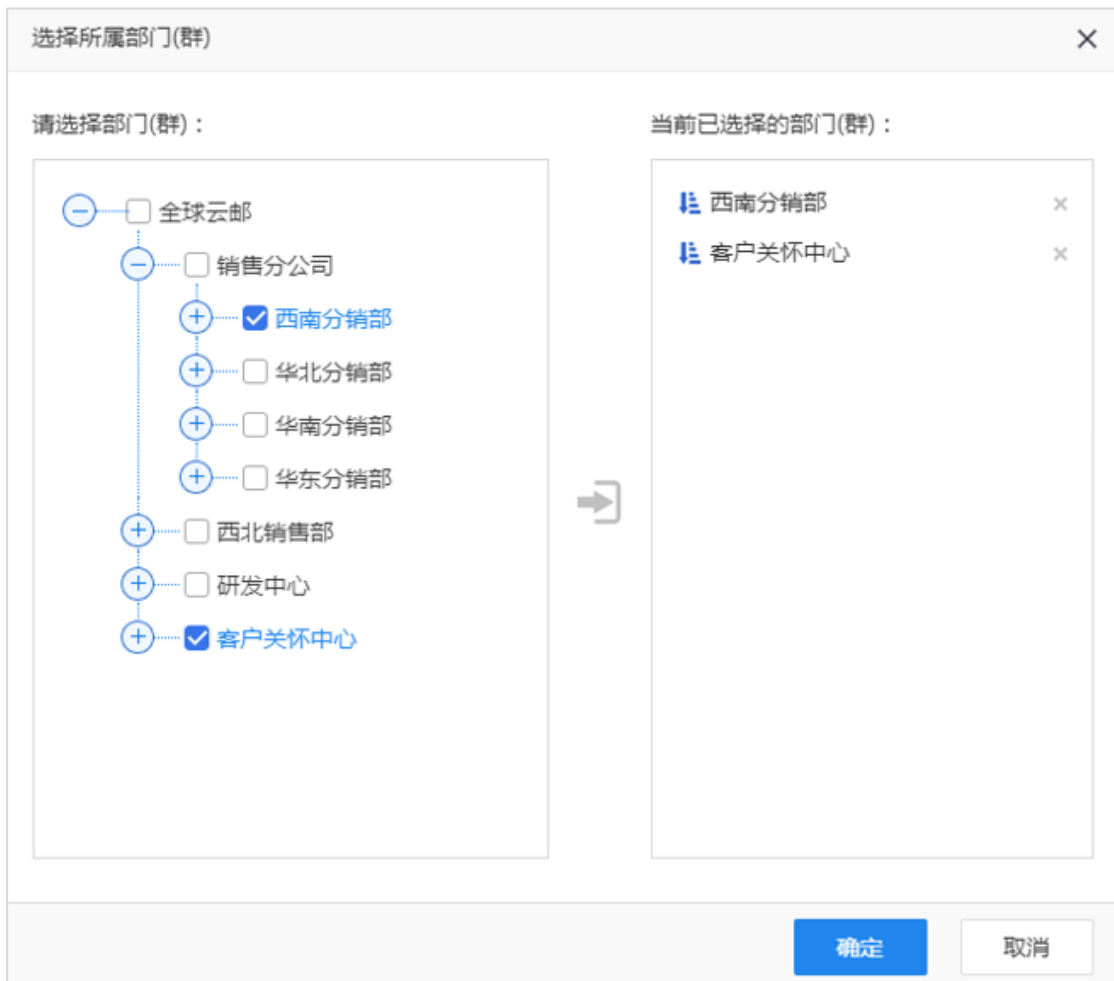 选择所属部门(群)
请选择部门(群)：
全球云邮
销售分公司
西南分销部
华北分销部
华南分销部
华东分销部
西北销售部
研发中心
客户关怀中心
当前已选择的部门(群)：
西南分销部
客户关怀中心
确定
取消